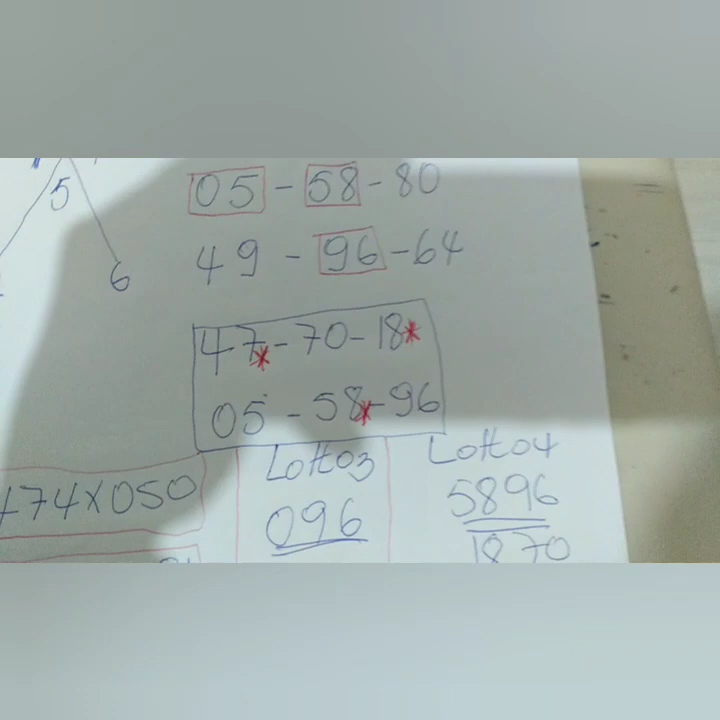 5
6
05 - 58 - 80
49 - 96 - 64
47* - 70 - 18*
05 - 58* - 96
474X050
Lotto3
096
Lotto4
5896
1870